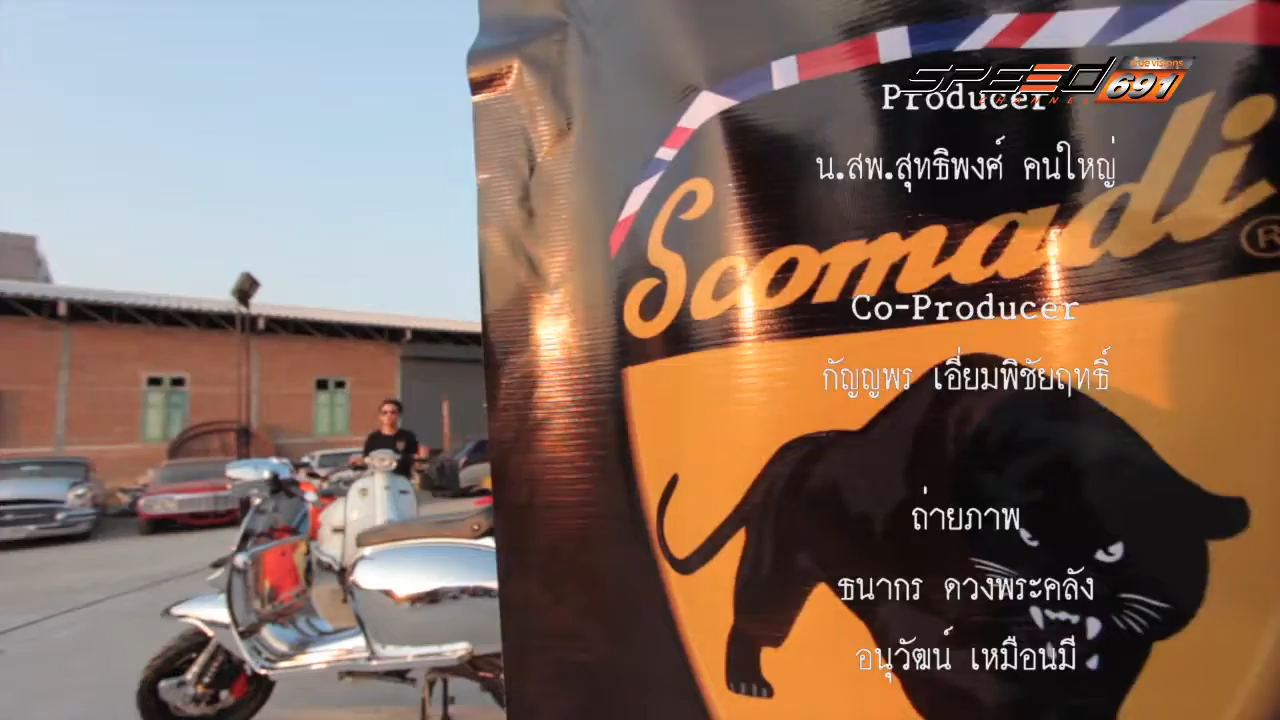 SPEED
CHANNEL
true visions
691
Producer
น.สพ.สุทธิพงศ์ คนใหญ่
Scomadi
®
Co-Producer
กัญญพร เอี่ยมพิชัยฤทธิ์
ถ่ายภาพ
ธนากร ดวงพระคลัง
อนุวัฒน์ เหมือนมี